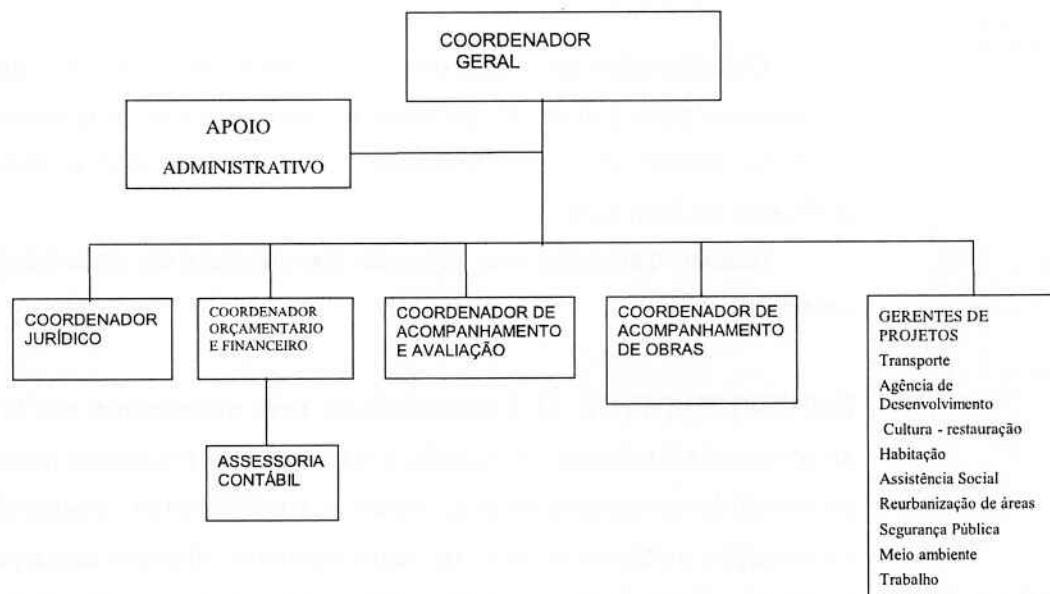 COORDENADOR
GERAL
APOIO
ADMINISTRATIVO
COORDENADOR
JURÍDICO
COORDENADOR
ORÇAMENTARIO
E FINANCEIRO
COORDENADOR DE
ACOMPANHAMENTO
E AVALIAÇÃO
COORDENADOR DE
ACOMPANHAMENTO
DE OBRAS
GERENTES DE
PROJETOS
Transporte
Agência de
Desenvolvimento
Cultura - restauração
Habitação
Assistência Social
Reurbanização de áreas
Segurança Pública
Meio ambiente
Trabalho
ASSESSORIA
CONTÁBIL